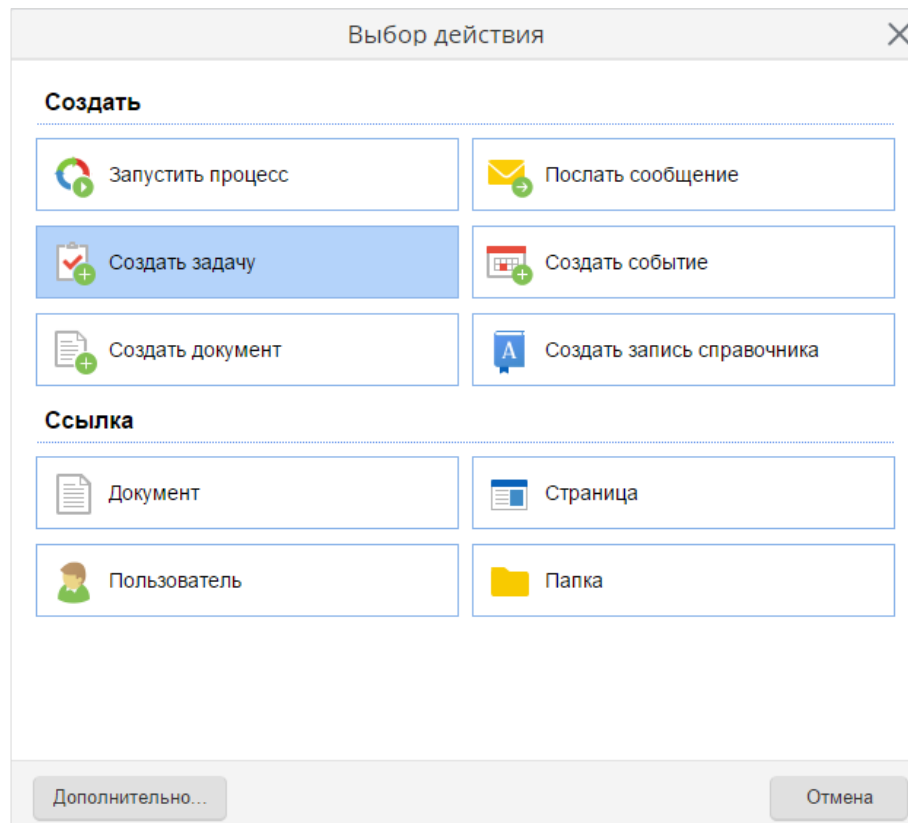 Выбор действия
Создать
Запустить процесс
Послать сообщение
Создать задачу
Создать событие
Создать документ
A
Создать запись справочника
Ссылка
Документ
Страница
Пользователь
Папка
Дополнительно...
Отмена